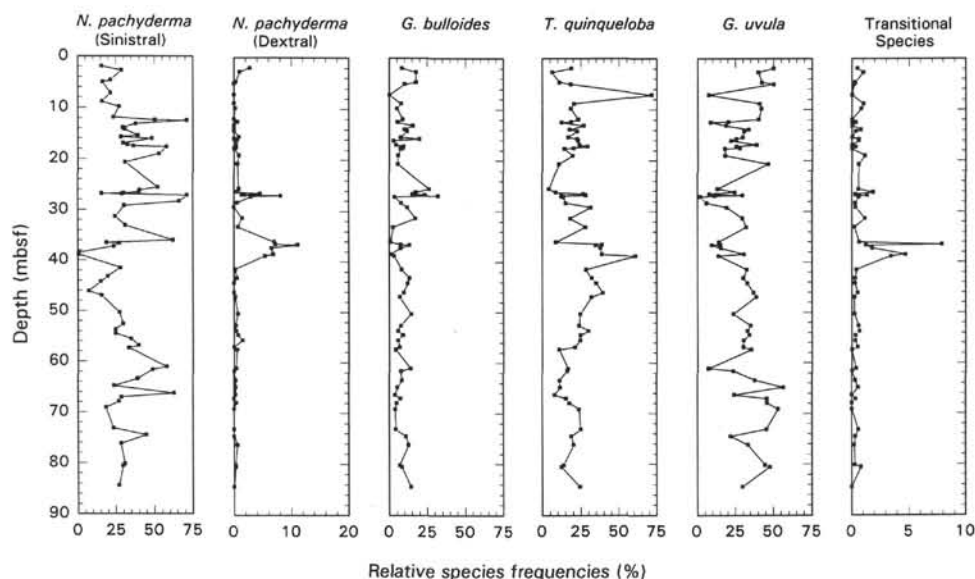 N. pachyderma (Sinistral)
N. pachyderma (Dextral)
G. bulloides
T. quinqueloba
G. uvula
Transitional Species
Depth (mbsf)
0
10
20
30
40
50
60
70
80
90
0 25 50 75
0 10 20
0 25 50 75
0 25 50 75
0 25 50 75
0 5 10
Relative species frequencies (%)